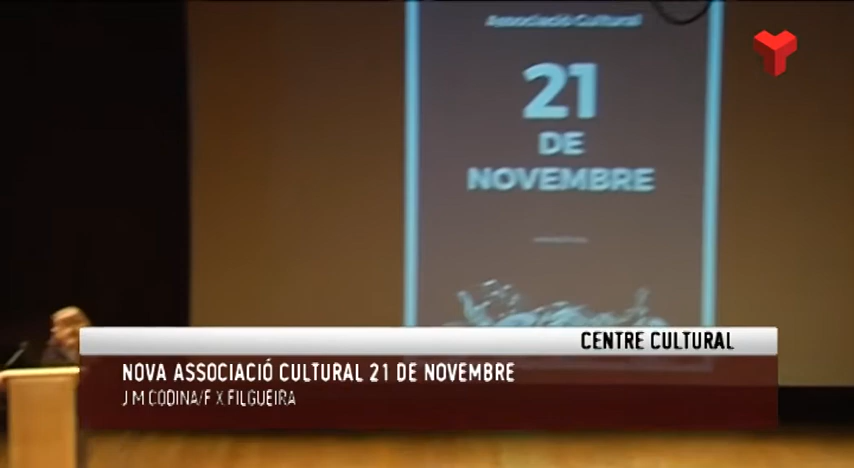 Associació Cultural
21
DE
NOVEMBRE
CENTRE CULTURAL
NOVA ASSOCIACIÓ CULTURAL 21 DE NOVEMBRE
J M CODINA/F X FILGUEIRA